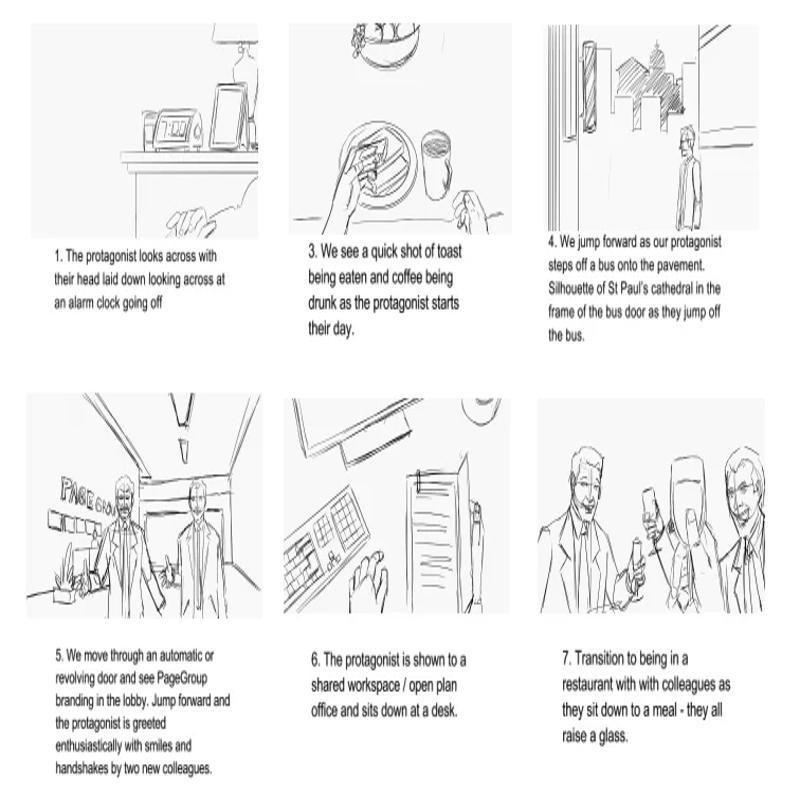 7:00
1. The protagonist looks across with
their head laid down looking across at
an alarm clock going off
3. We see a quick shot of toast
being eaten and coffee being
drunk as the protagonist starts
their day.
4. We jump forward as our protagonist
steps off a bus onto the pavement.
Silhouette of St Paul's cathedral in the
frame of the bus door as they jump off
the bus.
PAGE GROU
5. We move through an automatic or
revolving door and see PageGroup
branding in the lobby. Jump forward and
the protagonist is greeted
enthusiastically with smiles and
handshakes by two new colleagues.
6. The protagonist is shown to a
shared workspace / open plan
office and sits down at a desk.
7. Transition to being in a
restaurant with with colleagues as
they sit down to a meal - they all
raise a glass.